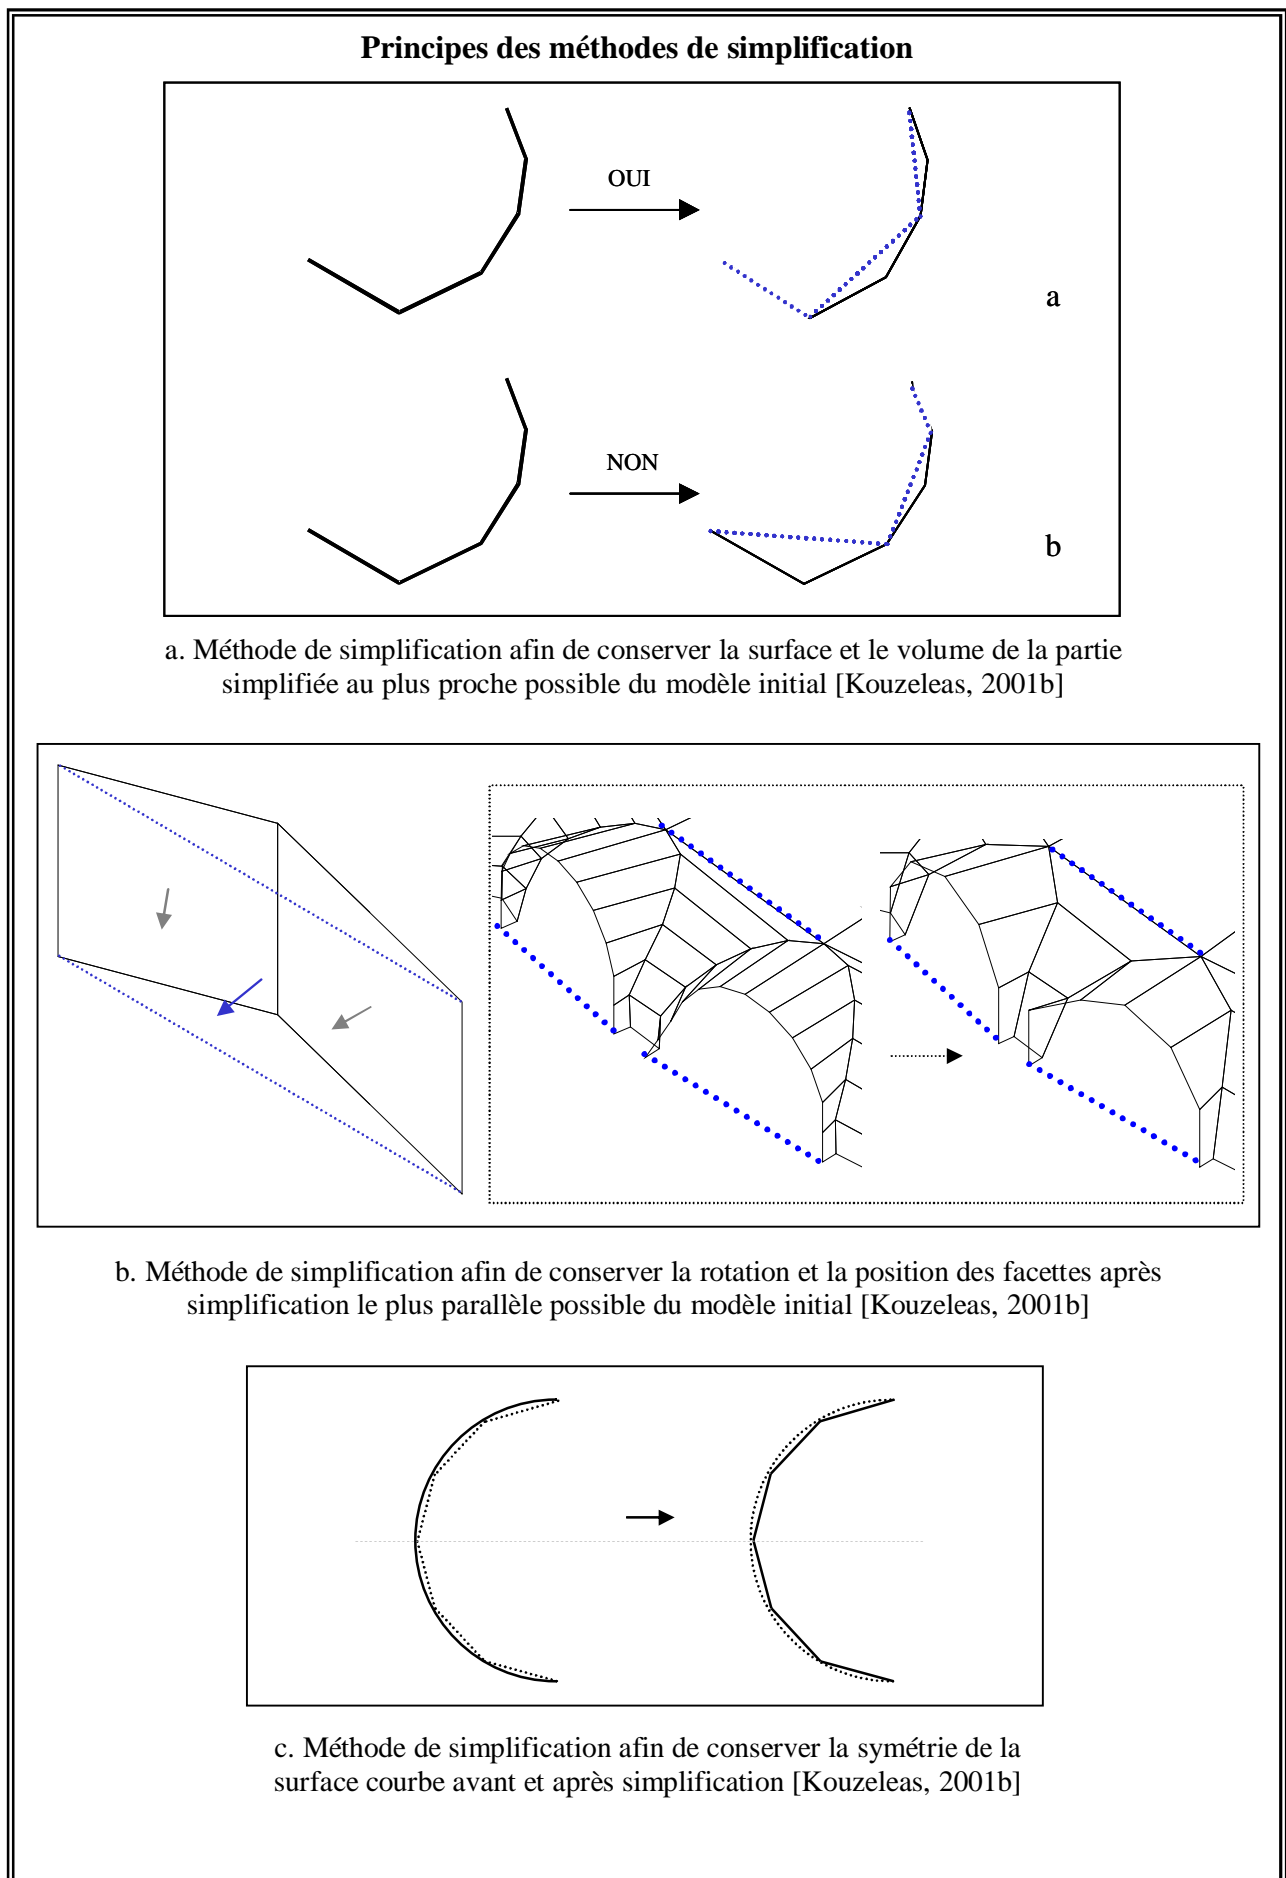 Principes des méthodes de simplification
OUI
a
NON
b
a. Méthode de simplification afin de conserver la surface et le volume de la partie
simplifiée au plus proche possible du modèle initial [Kouzeleas, 2001b]
b. Méthode de simplification afin de conserver la rotation et la position des facettes après
simplification le plus parallèle possible du modèle initial [Kouzeleas, 2001b]
c. Méthode de simplification afin de conserver la symétrie de la
surface courbe avant et après simplification [Kouzeleas, 2001b]